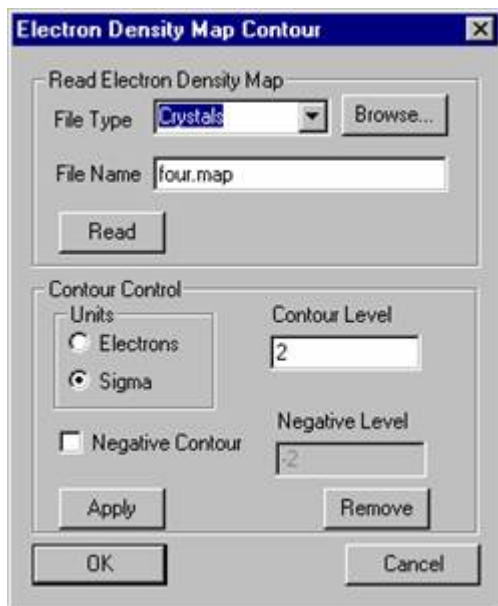 Electron Density Map Contour
Read Electron Density Map
File Type Crystals Browse...
File Name four.map
Read
Contour Control
Units Contour Level
Electrons 2
Sigma
Negative Level
Negative Contour -2
Apply Remove
OK Cancel